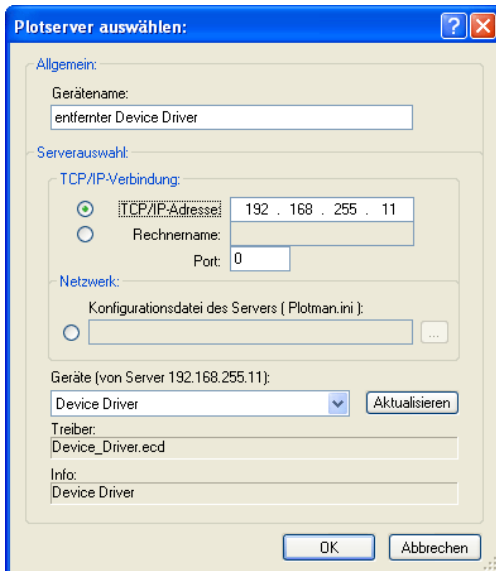 Plotserver auswählen:
Allgemein:
Gerätename:
entfernter Device Driver
Serverauswahl:
TCP/IP-Verbindung:
TCP/IP-Adresse: 192 . 168 . 255 . 11
Rechnername:
Port: 0
Netzwerk:
Konfigurationsdatei des Servers ( Plotman.ini ):
...
Geräte (von Server 192.168.255.11):
Device Driver Aktualisieren
Treiber:
Device_Driver.ecd
Info:
Device Driver
OK Abbrechen